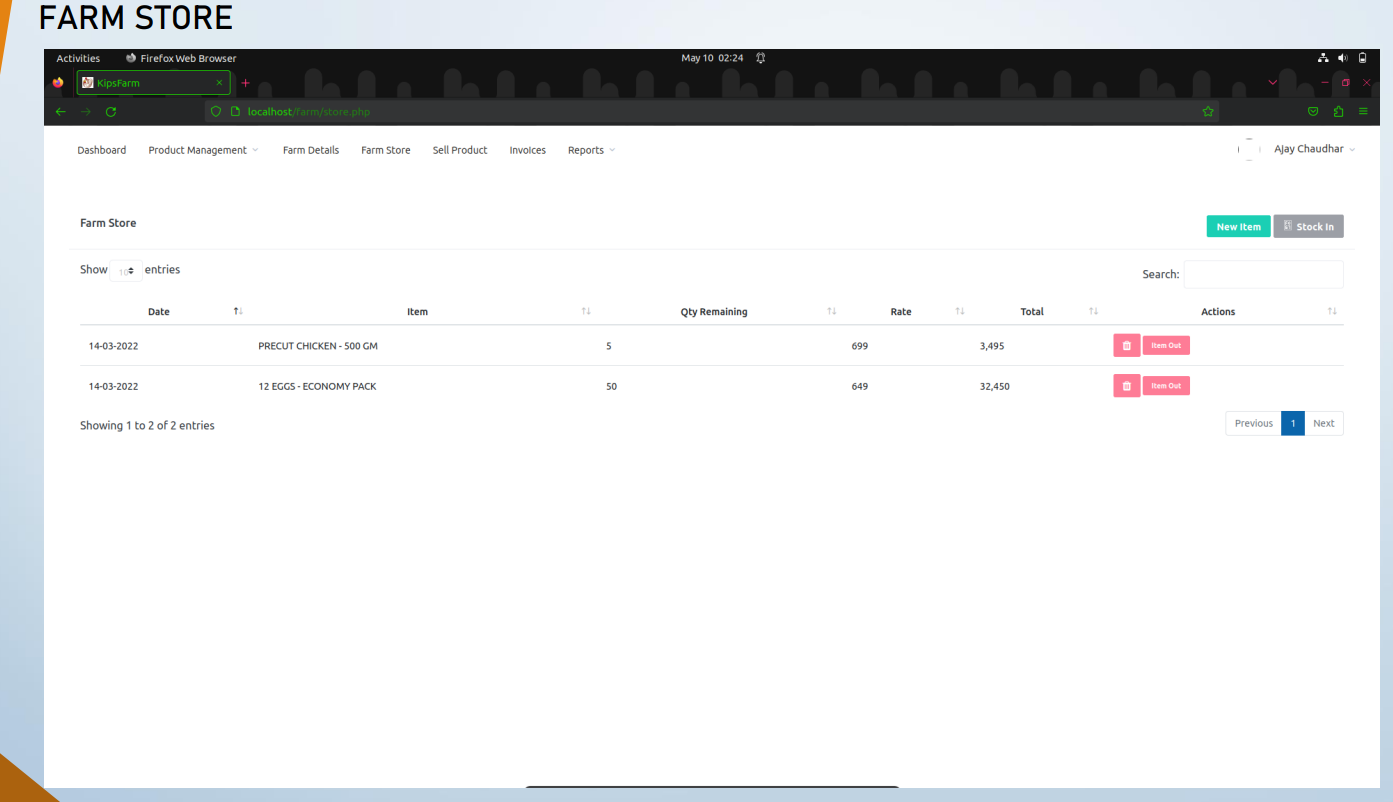 FARM STORE
Activities Firefox Web Browser May 10 02:24
KipsFarm
localhost/farm/store.php
Dashboard Product Management Farm Details Farm Store Sell Product Invoices Reports Ajay Chaudhar
Farm Store New Item Stock In
Show 10 entries Search:
Date Item Qty Remaining Rate Total Actions
14-03-2022 PRECUT CHICKEN - 500 GM 5 699 3,495 Item Out
14-03-2022 12 EGGS - ECONOMY PACK 50 649 32,450 Item Out
Showing 1 to 2 of 2 entries Previous 1 Next